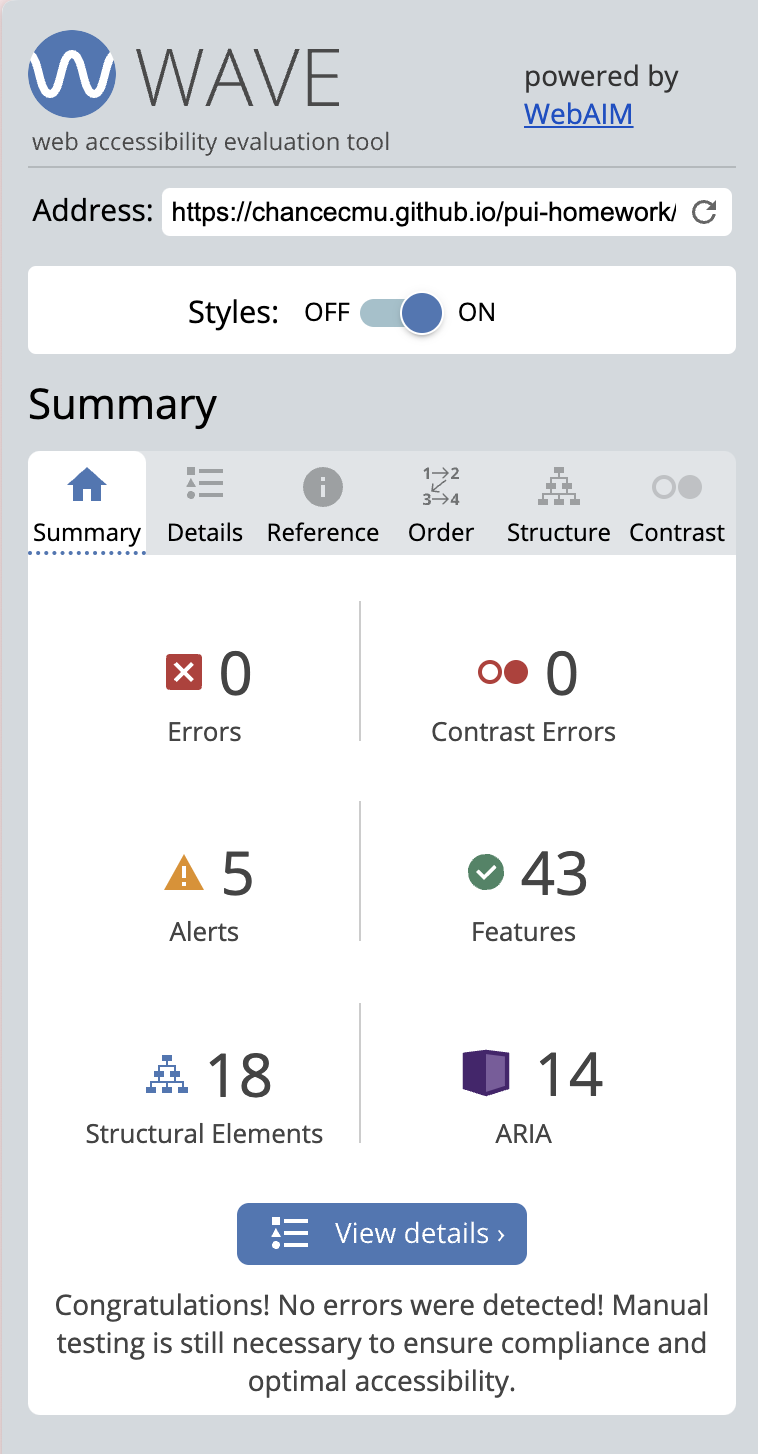 WAVE
web accessibility evaluation tool
powered by
WebAIM
Address: https://chancecmu.github.io/pui-homework/
Styles: OFF ON
Summary
1→2
3→4
Summary Details Reference Order Structure Contrast
0
Errors
0
Contrast Errors
5
Alerts
43
Features
18
Structural Elements
14
ARIA
View details ›
Congratulations! No errors were detected! Manual
testing is still necessary to ensure compliance and
optimal accessibility.